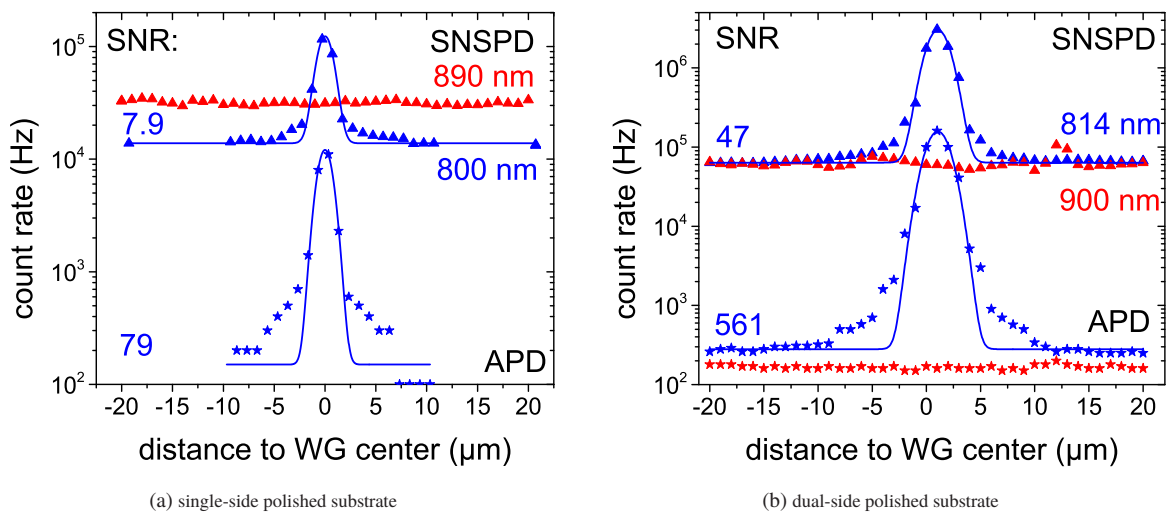 SNR:
SNSPD
890 nm
7.9
800 nm
79
APD
10⁵
10⁴
10³
10²
count rate (Hz)
-20 -15 -10 -5 0 5 10 15 20
distance to WG center (µm)
(a) single-side polished substrate
SNR
SNSPD
47
814 nm
900 nm
561
APD
10⁶
10⁵
10⁴
10³
10²
count rate (Hz)
-20 -15 -10 -5 0 5 10 15 20
distance to WG center (µm)
(b) dual-side polished substrate